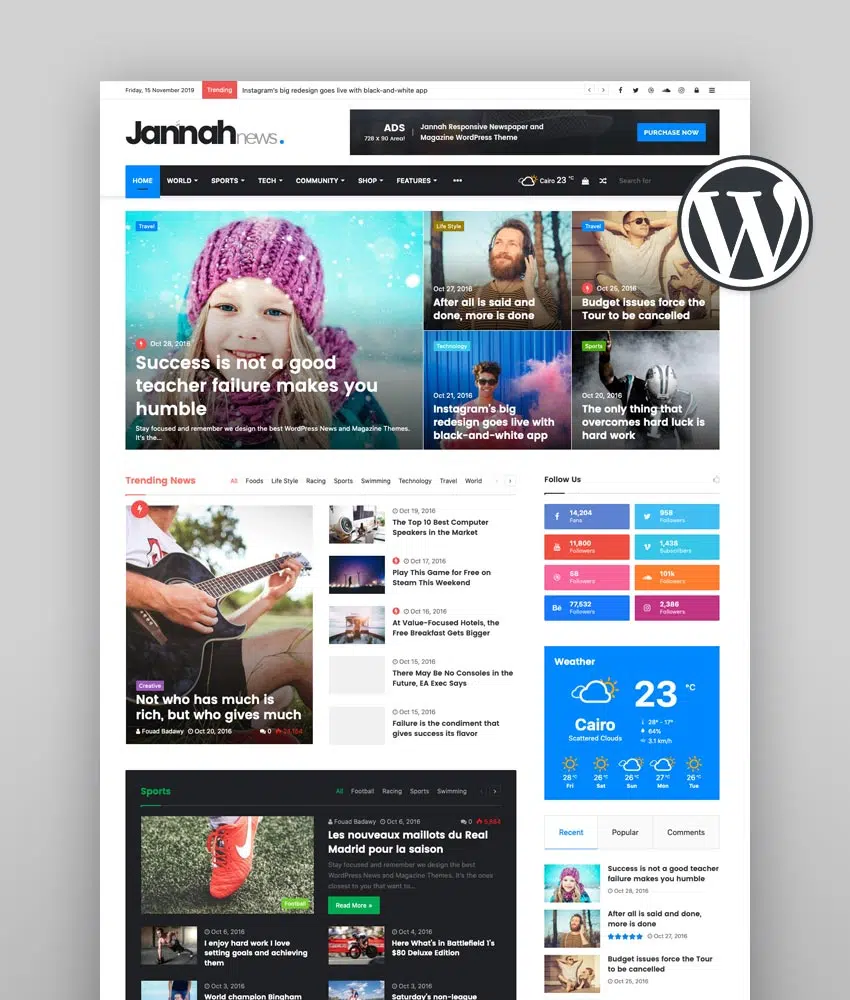 Friday, 15 November 2019
Trending
Instagram's big redesign goes live with black-and-white app
Jannahnews.
ADS
728 X 90 Area!
Jannah Responsive Newspaper and
Magazine WordPress Theme
PURCHASE NOW
HOME
WORLD
SPORTS
TECH
COMMUNITY
SHOP
FEATURES
Cairo 23 °C
Search for
W
Travel
Oct 28, 2016
Success is not a good
teacher failure makes you
humble
Stay focused and remember we design the best WordPress News and Magazine Themes.
It's the...
Life Style
Oct 27, 2016
After all is said and
done, more is done
Travel
Oct 25, 2016
Budget issues force the
Tour to be cancelled
Technology
Oct 21, 2016
Instagram's big
redesign goes live with
black-and-white app
Sports
Oct 20, 2016
The only thing that
overcomes hard luck is
hard work
Trending News
All Foods Life Style Racing Sports Swimming Technology Travel World
Creative
Not who has much is
rich, but who gives much
Fouad Badawy Oct 20, 2016 0 24,184
Oct 19, 2016
The Top 10 Best Computer
Speakers in the Market
Oct 17, 2016
Play This Game for Free on
Steam This Weekend
Oct 16, 2016
At Value-Focused Hotels, the
Free Breakfast Gets Bigger
Oct 15, 2016
There May Be No Consoles in the
Future, EA Exec Says
Oct 15, 2016
Failure is the condiment that
gives success its flavor
Follow Us
14,204
Fans
958
Followers
11,800
Followers
1,438
Subscribers
58
Followers
101k
Followers
Bē
77,532
Followers
2,386
Followers
Weather
23 °C
Cairo
Scattered Clouds
28° - 17°
64%
3.1 km/h
28 °C 26 °C 26 °C 27 °C 26 °C
Fri Sat Sun Mon Tue
Sports
All Football Racing Sports Swimming
Football
Fouad Badawy Oct 6, 2016 0 5,664
Les nouveaux maillots du Real
Madrid pour la saison
Stay focused and remember we design the best
WordPress News and Magazine Themes. It's the ones
closest to you that want to...
Read More »
Oct 6, 2016
I enjoy hard work I love
setting goals and achieving
them
Oct 4, 2016
Here What's in Battlefield 1's
$80 Deluxe Edition
Oct 3, 2016
World champion Bingham
Oct 3, 2016
Saturday's non-league
Recent
Popular
Comments
Success is not a good teacher
failure makes you humble
Oct 28, 2016
After all is said and done,
more is done
Oct 27, 2016
Budget issues force the Tour
to be cancelled
Oct 25, 2016